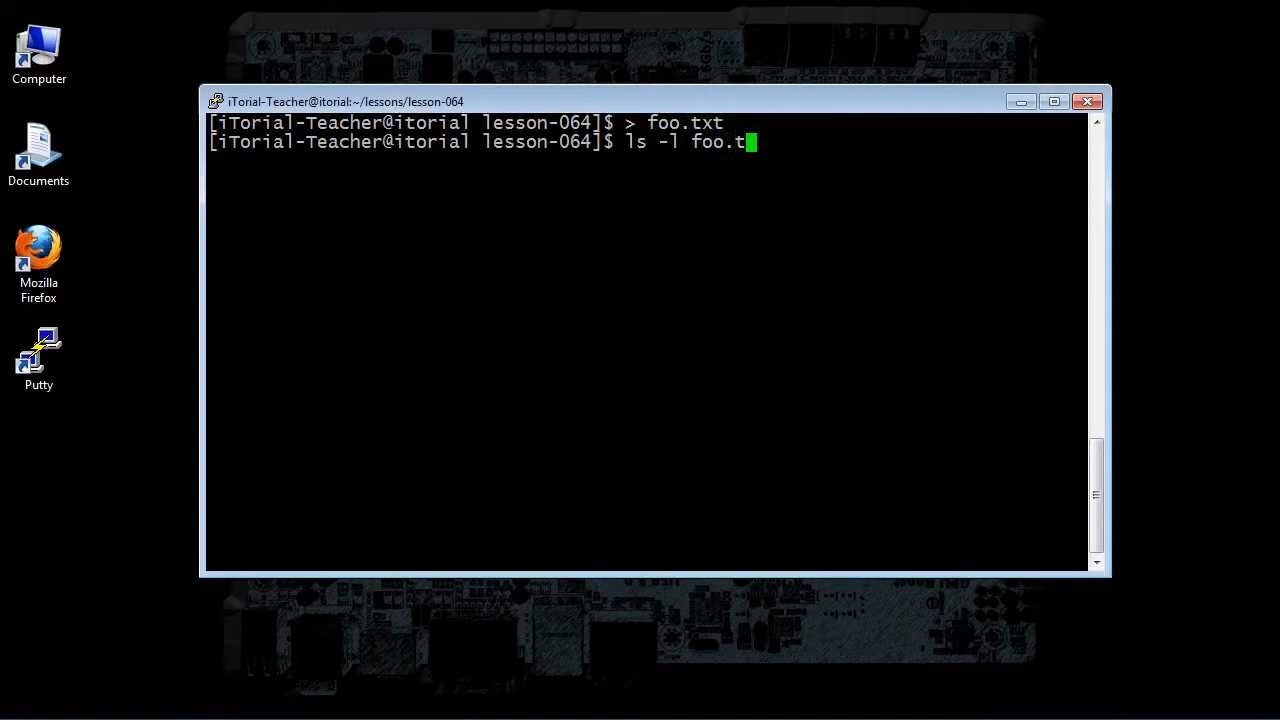 Computer
Documents
Mozilla
Firefox
Putty
iTorial-Teacher@itorial:~/lessons/lesson-064
[iTorial-Teacher@itorial lesson-064]$ > foo.txt
[iTorial-Teacher@itorial lesson-064]$ ls -l foo.t
6Gb/s